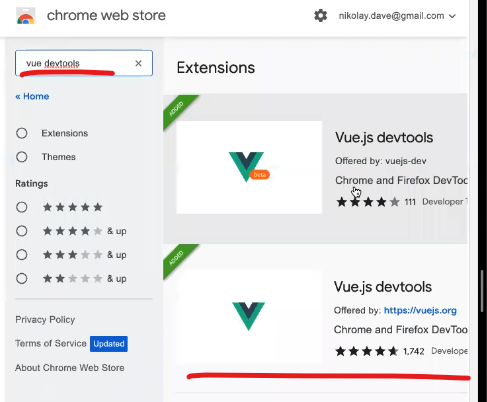 chrome web store
nikolay.dave@gmail.com
vue devtools
« Home
Extensions
Themes
Ratings
& up
& up
& up
Privacy Policy
Terms of Service Updated
About Chrome Web Store
Extensions
ADDED
beta
Vue.js devtools
Offered by: vuejs-dev
Chrome and Firefox DevToo
111 Developer T
ADDED
Vue.js devtools
Offered by: https://vuejs.org
Chrome and Firefox DevToo
1,742 Develope